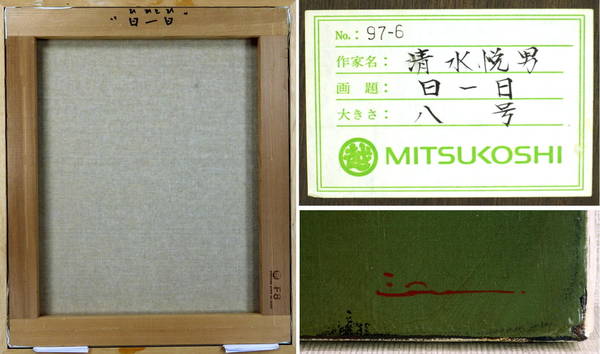 日一日
F8
No.: 97-6
作家名: 清水悦男
画題: 日一日
大きさ: 八号
越 MITSUKOSHI